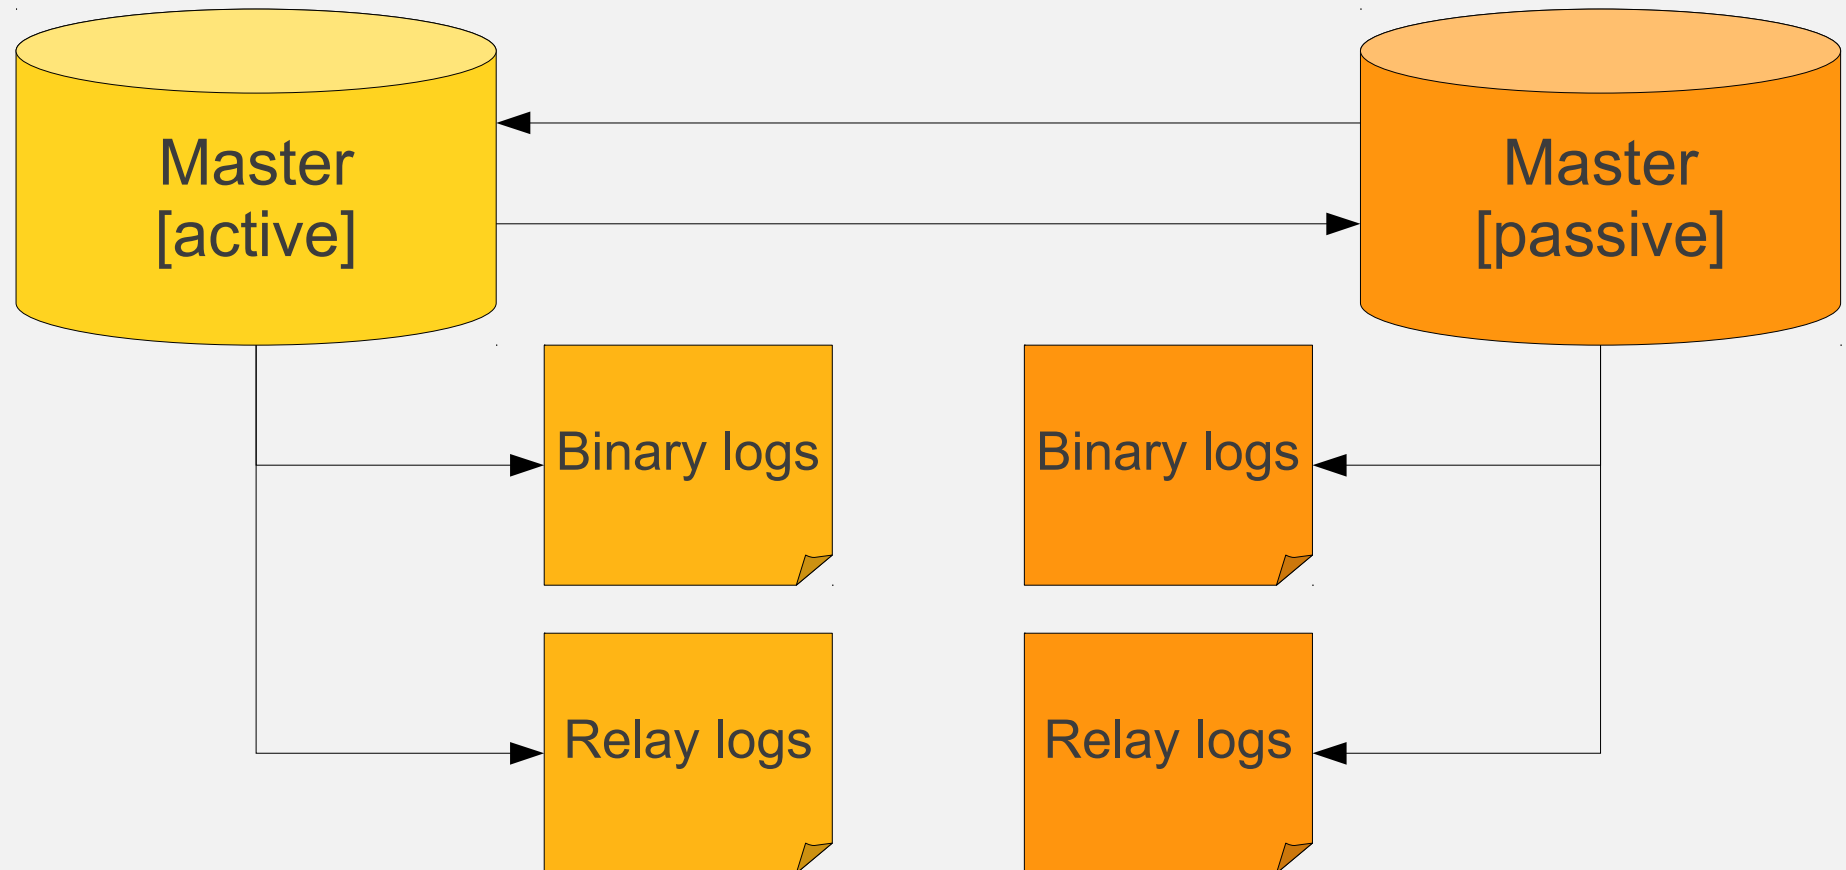 Master
[active]
Master
[passive]
Binary logs
Binary logs
Relay logs
Relay logs